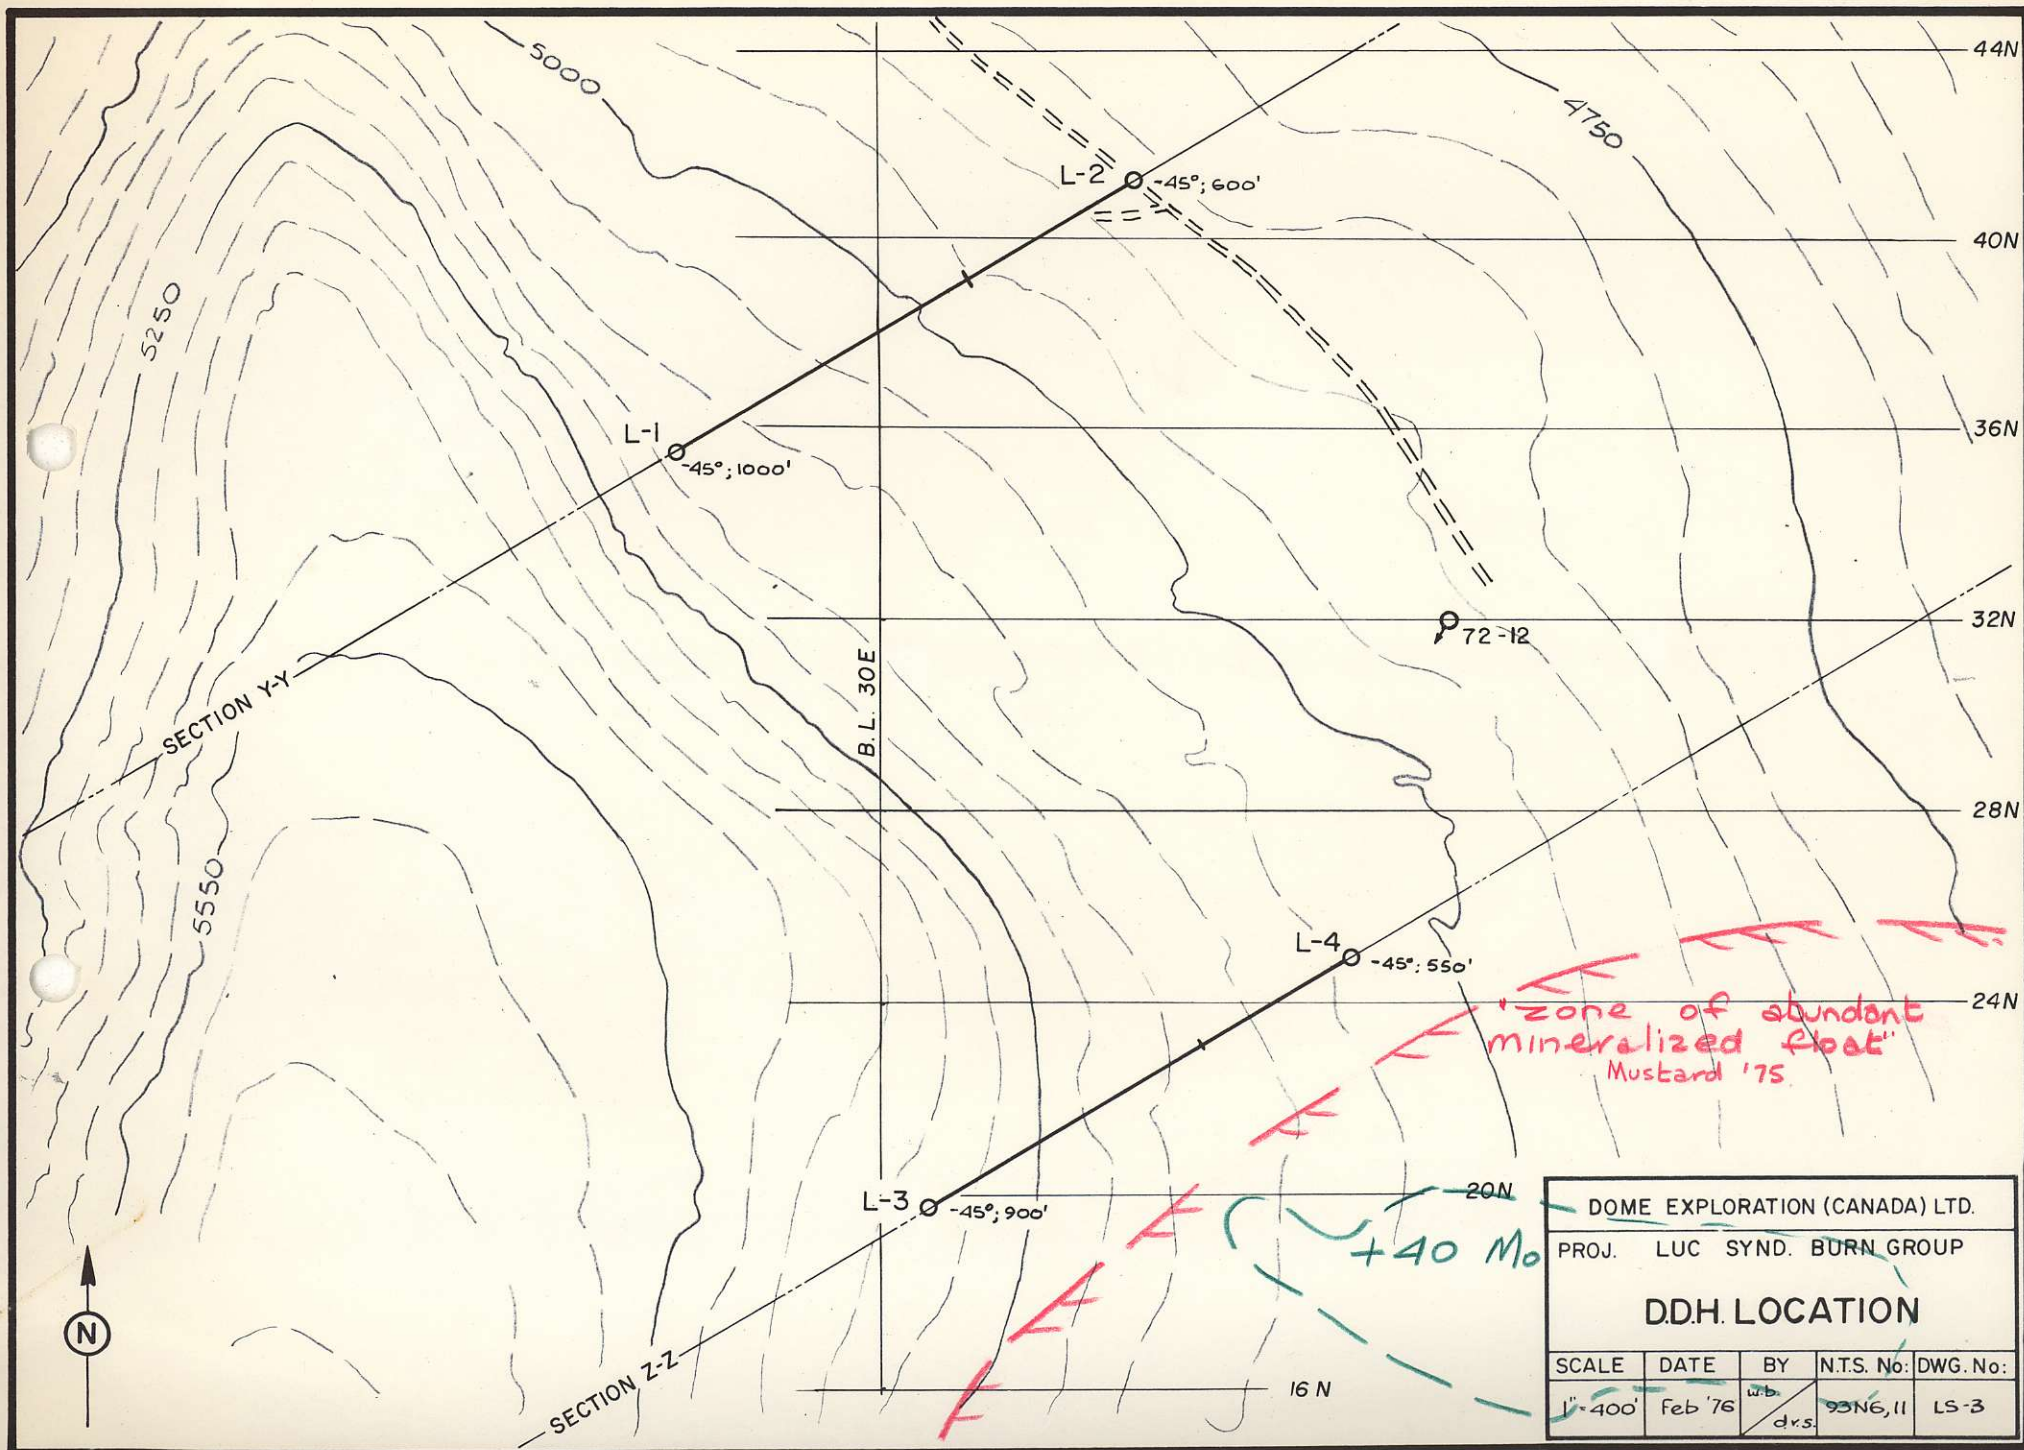 44N
5000
4750
L-2
-45°; 600'
40N
5250
L-1
-45°; 1000'
36N
32N
72-12
B.L. 30E
SECTION Y-Y
28N
5550
L-4
-45°; 550'
24N
"zone of abundant
mineralized float"
Mustard '75
L-3
-45°; 900'
20N
+40 Mo
N
16N
SECTION Z-Z
DOME EXPLORATION (CANADA) LTD.
PROJ. LUC SYND. BURN GROUP
D.D.H. LOCATION
SCALE DATE BY N.T.S. No: DWG. No:
1"=400' Feb '76 w.b. / d.r.s. 93N6,11 LS-3